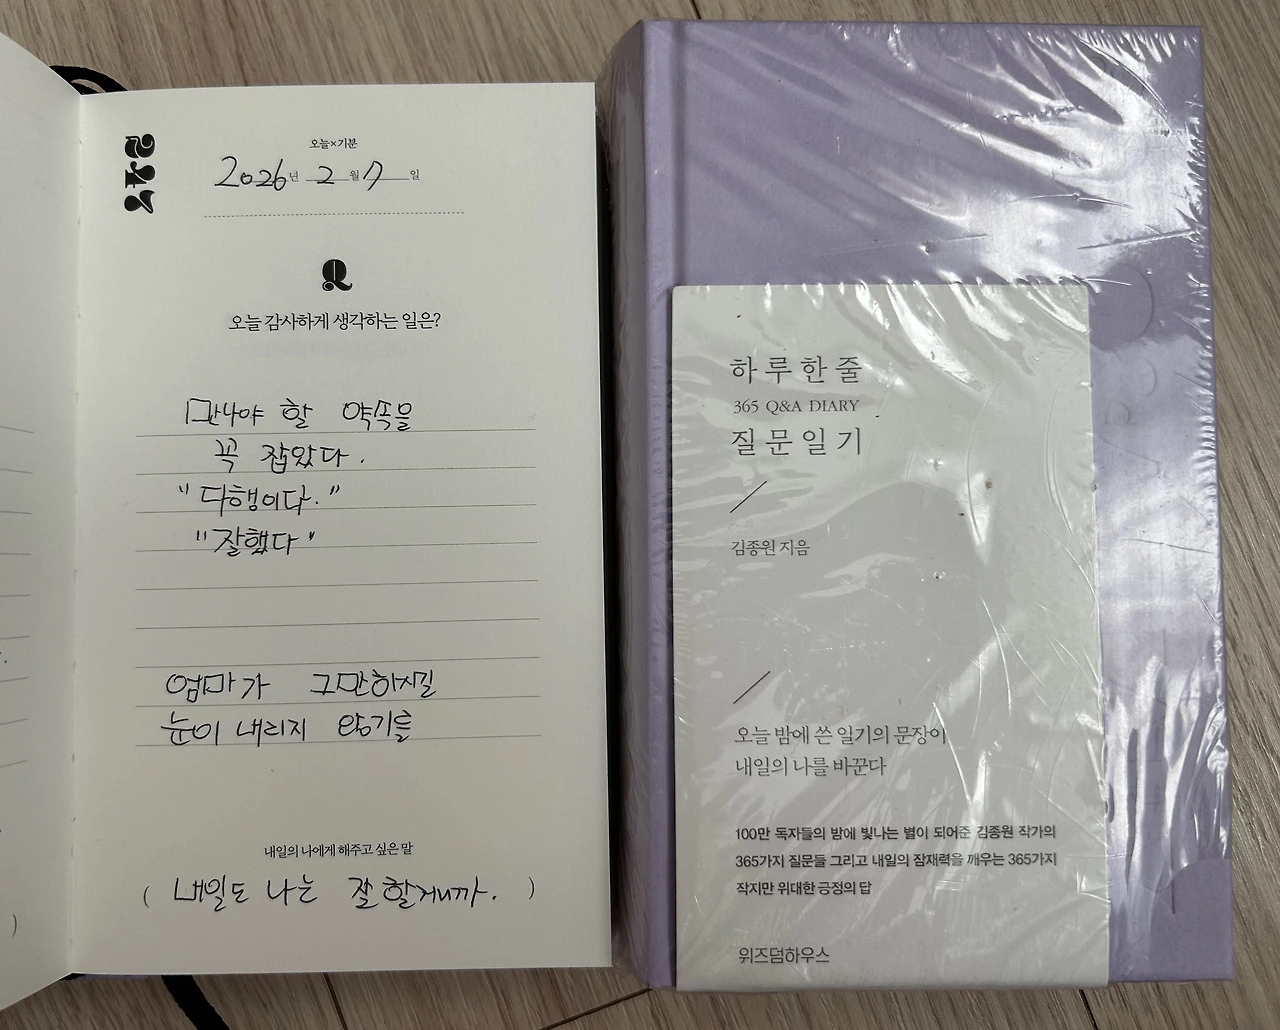 오늘×기분
2026년 2월 7일
Q
오늘 감사하게 생각하는 일은?
만나야 할 약속을
꼭 잡았다.
"다행이다."
"잘했다"
엄마가 그만하시길
눈이 내리지 않기를
내일의 나에게 해주고 싶은 말
( 내일도 나는 잘 할거니까. )
하루한줄
365 Q&A DIARY
질문일기
김종원 지음
오늘 밤에 쓴 일기의 문장이
내일의 나를 바꾼다
100만 독자들의 밤에 빛나는 별이 되어준 김종원 작가의
365가지 질문들 그리고 내일의 잠재력을 깨우는 365가지
작지만 위대한 긍정의 답
위즈덤하우스